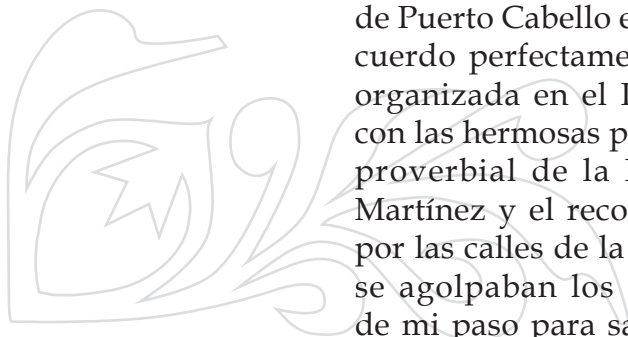 de Puerto Cabello
cuerdo perfectame
organizada en el
con las hermosas p
proverbial de la
Martínez y el reco
por las calles de la
se agolpaban los
de mi paso para sa